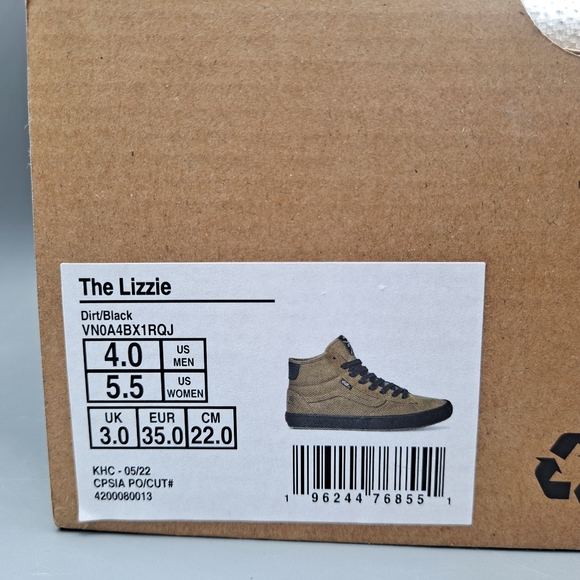 The Lizzie
Dirt/Black
VN0A4BX1RQJ
4.0 US MEN
5.5 US WOMEN
UK 3.0 EUR 35.0 CM 22.0
KHC - 05/22
CPSIA PO/CUT#
4200080013
1 96244 76855 1